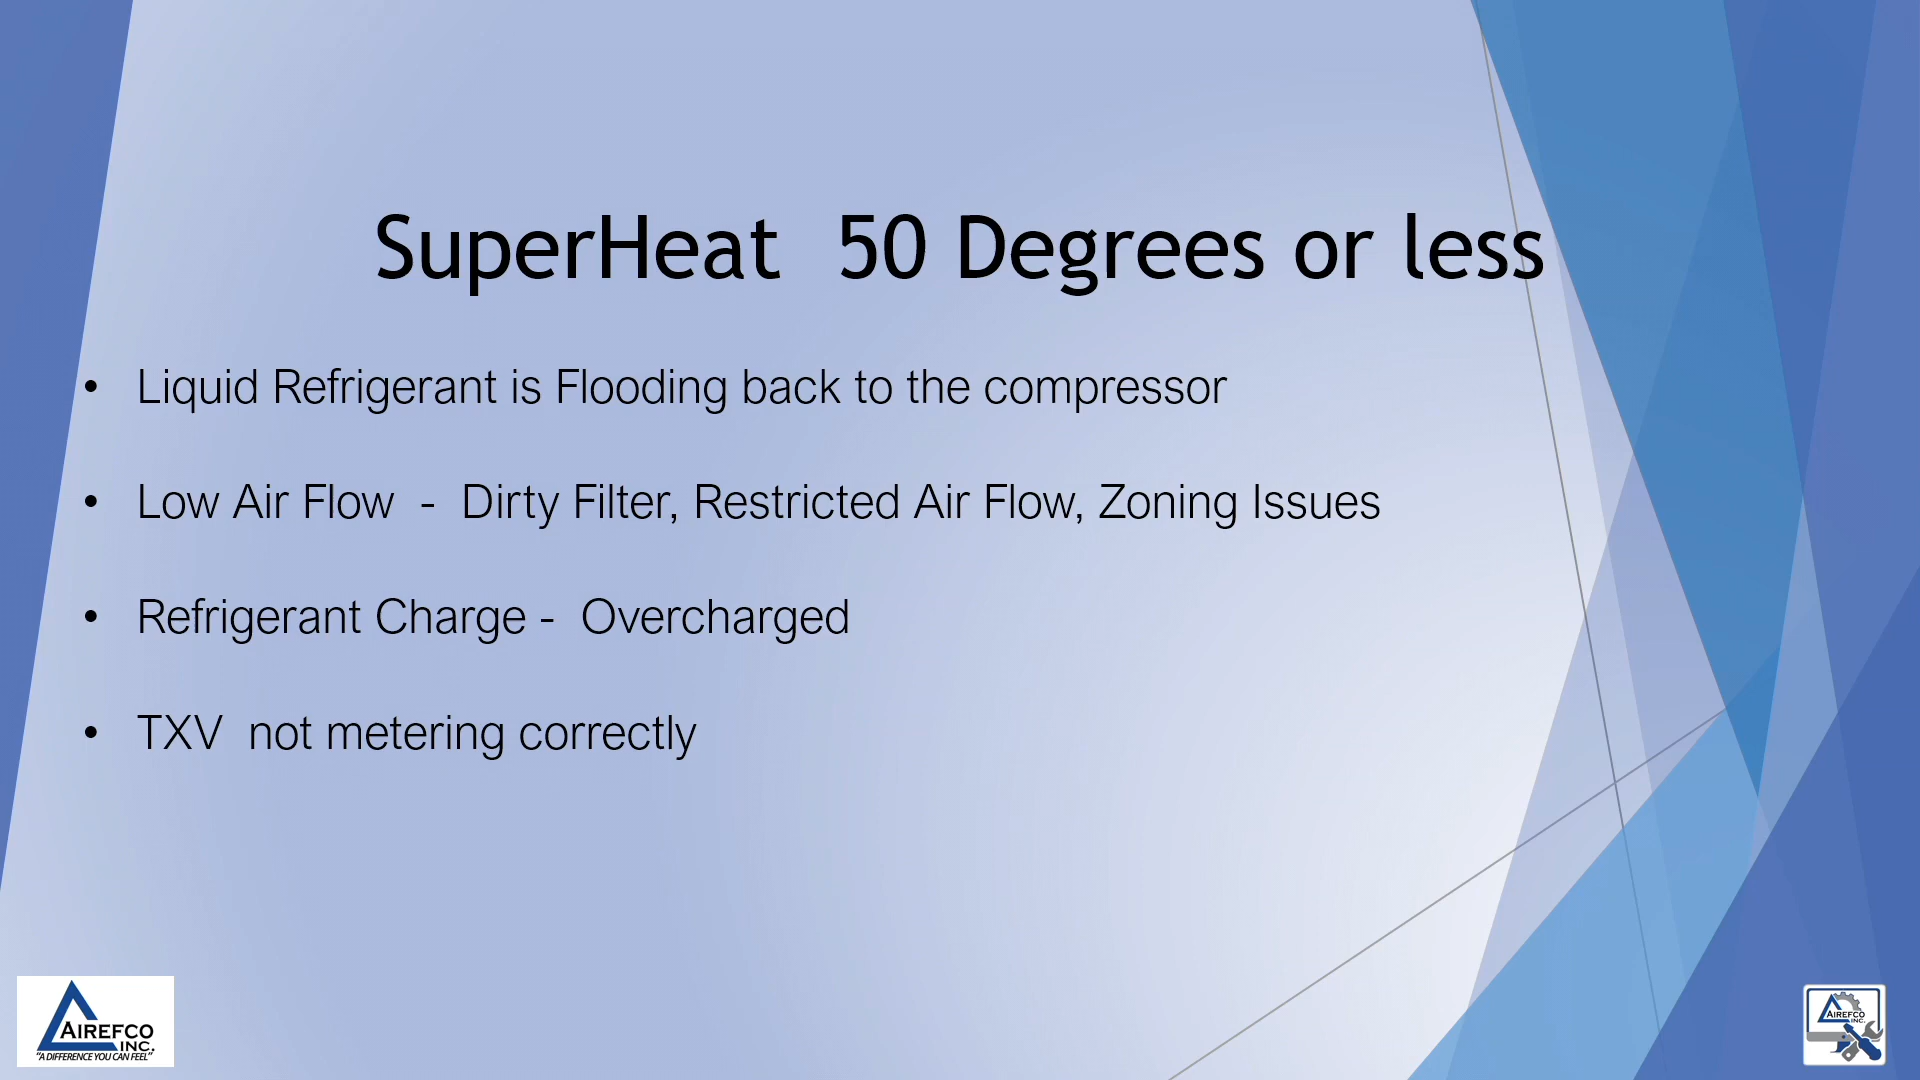 SuperHeat  50 Degrees or less
• Liquid Refrigerant is Flooding back to the compressor
• Low Air Flow  -  Dirty Filter, Restricted Air Flow, Zoning Issues
• Refrigerant Charge -  Overcharged
• TXV  not metering correctly
AIREFCO
INC.
"A DIFFERENCE YOU CAN FEEL"
AIREFCO
INC.